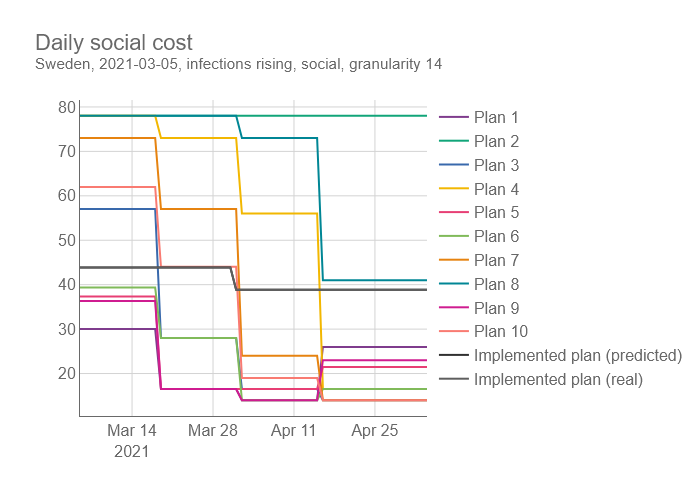 Daily social cost
Sweden, 2021-03-05, infections rising, social, granularity 14
80
70
60
50
40
30
20
Mar 14
2021
Mar 28
Apr 11
Apr 25
Plan 1
Plan 2
Plan 3
Plan 4
Plan 5
Plan 6
Plan 7
Plan 8
Plan 9
Plan 10
Implemented plan (predicted)
Implemented plan (real)